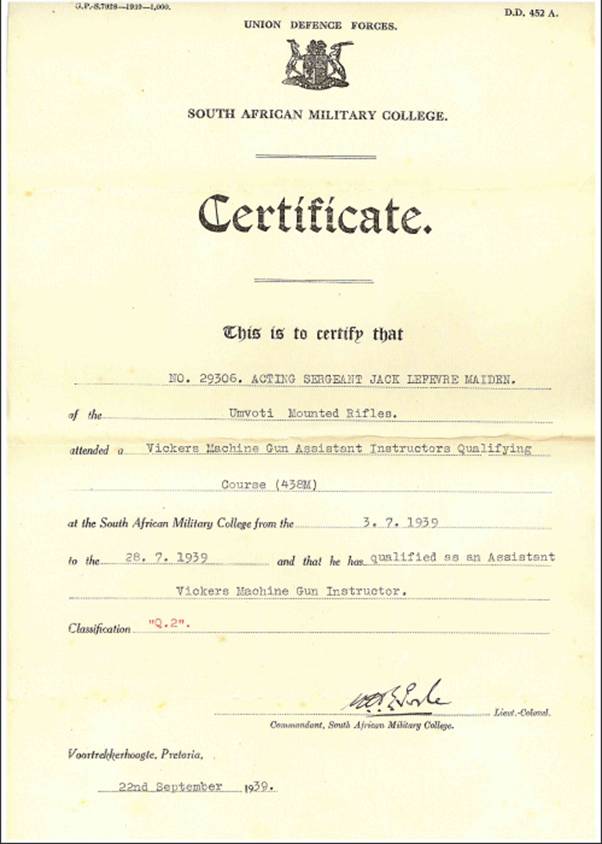 G.P.-S.7928—1939—1,000.
D.D. 452 A.
UNION DEFENCE FORCES.
SOUTH AFRICAN MILITARY COLLEGE.
Certificate.
This is to certify that
NO. 29306. ACTING SERGEANT JACK LEFEVRE MAIDEN.
of the Umvoti Mounted Rifles.
attended a Vickers Machine Gun Assistant Instructors Qualifying
Course (438M)
at the South African Military College from the 3. 7. 1939
to the 28. 7. 1939 and that he has qualified as an Assistant
Vickers Machine Gun Instructor.
Classification "Q.2".
Lieut.-Colonel.
Commandant, South African Military College.
Voortrekkerhoogte, Pretoria,
22nd September 1939.